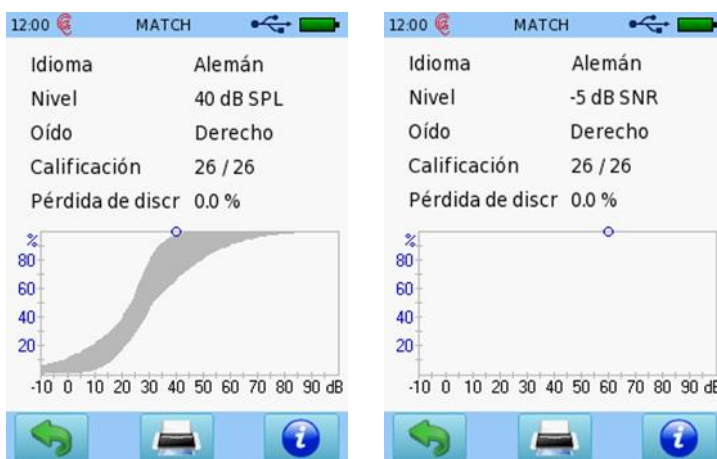 12:00 MATCH
Idioma Alemán
Nivel 40 dB SPL
Oído Derecho
Calificación 26 / 26
Pérdida de discr 0.0 %
%
80
60
40
20
-10 0 10 20 30 40 50 60 70 80 90 dB
12:00 MATCH
Idioma Alemán
Nivel -5 dB SNR
Oído Derecho
Calificación 26 / 26
Pérdida de discr 0.0 %
%
80
60
40
20
-10 0 10 20 30 40 50 60 70 80 90 dB